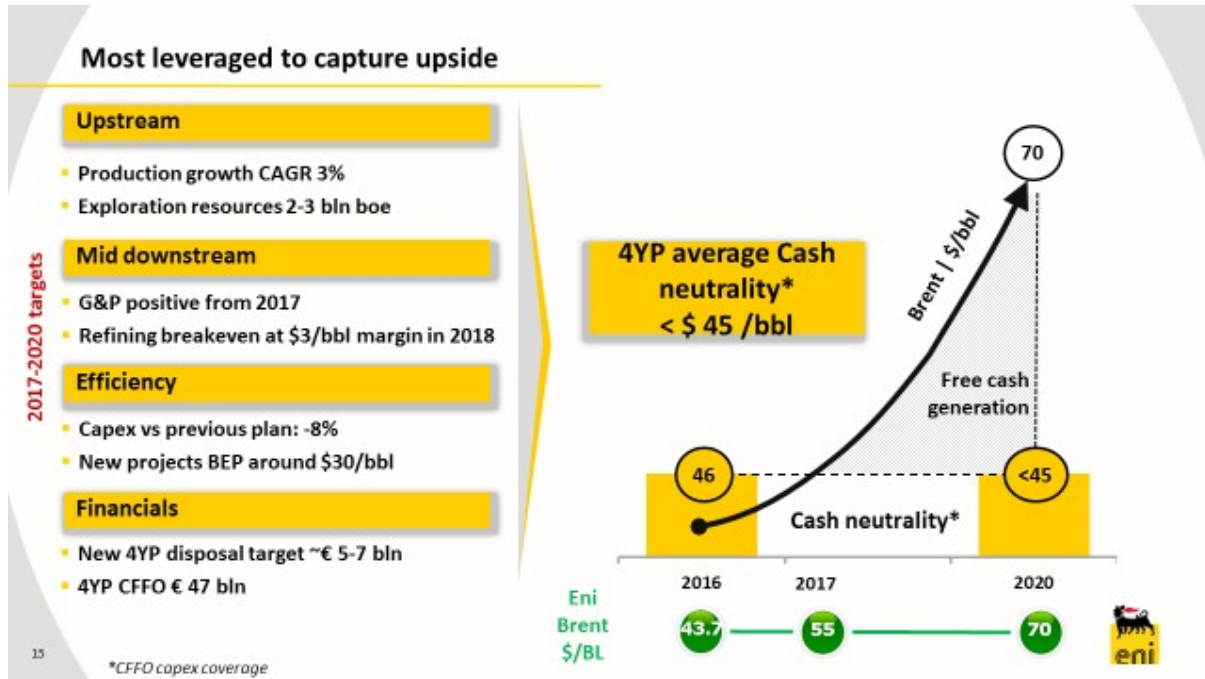 Most leveraged to capture upside
2017-2020 targets
Upstream
Production growth CAGR 3%
Exploration resources 2-3 bln boe
Mid downstream
G&P positive from 2017
Refining breakeven at $3/bbl margin in 2018
Efficiency
Capex vs previous plan: -8%
New projects BEP around $30/bbl
Financials
New 4YP disposal target ~€ 5-7 bln
4YP CFFO € 47 bln
4YP average Cash
neutrality*
< $ 45 /bbl
70
Brent | $/bbl
Free cash
generation
46
<45
Cash neutrality*
2016
2017
2020
Eni
Brent
$/BL
43.7
55
70
eni
15
*CFFO capex coverage